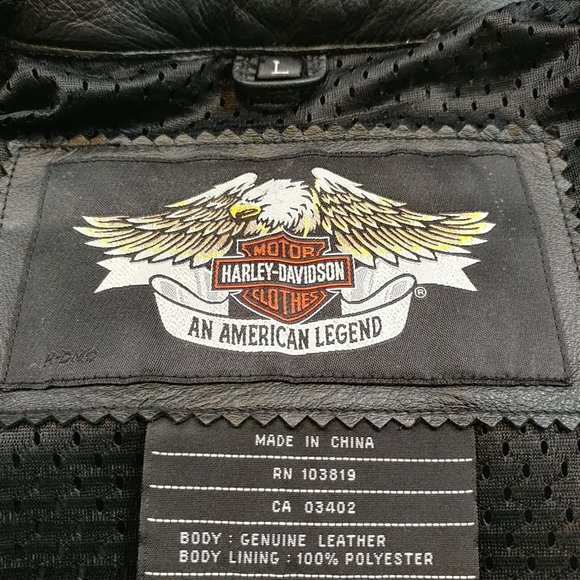 L
MOTOR
HARLEY-DAVIDSON
CLOTHES
®
AN AMERICAN LEGEND
H-DMC
MADE IN CHINA
RN 103819
CA 03402
BODY : GENUINE LEATHER
BODY LINING : 100% POLYESTER